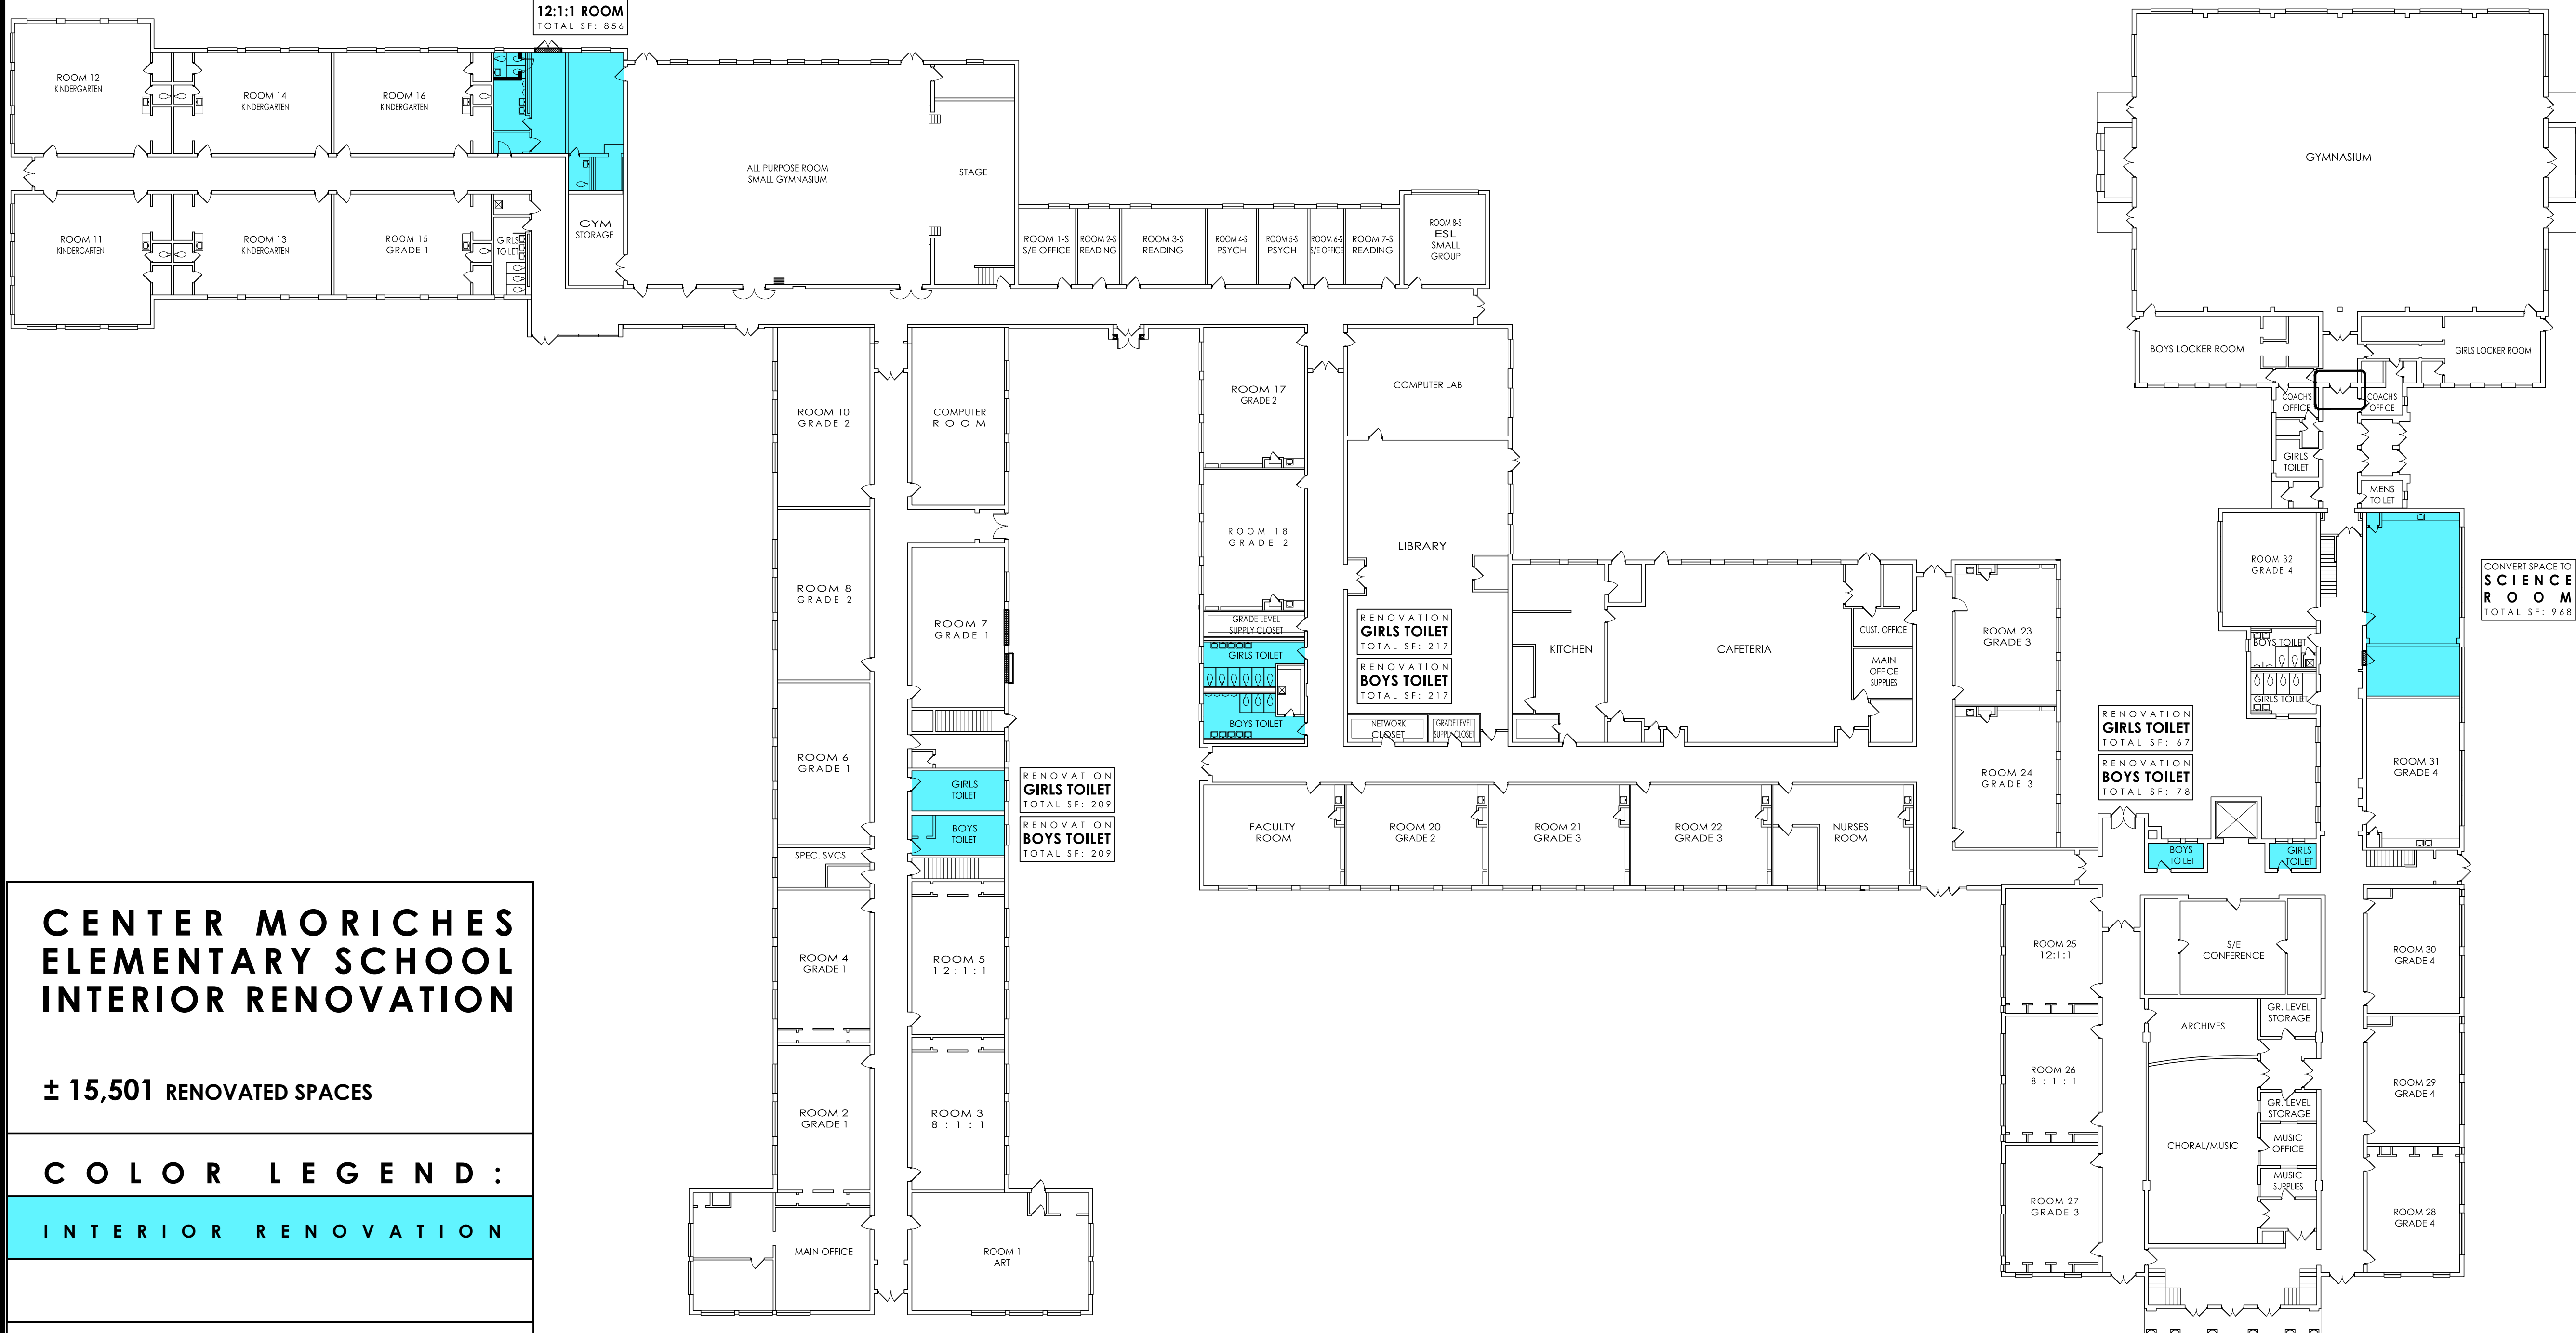 12:1:1 ROOM
TOTAL SF: 856
ROOM 12
KINDERGARTEN
ROOM 14
KINDERGARTEN
ROOM 16
KINDERGARTEN
ALL PURPOSE ROOM
SMALL GYMNASIUM
STAGE
GYMNASIUM
ROOM 11
KINDERGARTEN
ROOM 13
KINDERGARTEN
ROOM 15
GRADE 1
GIRLS
TOILET
GYM
STORAGE
ROOM 1-S
S/E OFFICE
ROOM 2-S
READING
ROOM 3-S
READING
ROOM 4-S
PSYCH
ROOM 5-S
PSYCH
ROOM 6-S
S/E OFFICE
ROOM 7-S
READING
ROOM 8-S
ESL
SMALL
GROUP
BOYS LOCKER ROOM
GIRLS LOCKER ROOM
COACH'S
OFFICE
COACH'S
OFFICE
GIRLS
TOILET
MENS
TOILET
ROOM 10
GRADE 2
COMPUTER
ROOM
ROOM 17
GRADE 2
COMPUTER LAB
ROOM 18
GRADE 2
LIBRARY
ROOM 8
GRADE 2
ROOM 7
GRADE 1
GRADE LEVEL
SUPPLY CLOSET
GIRLS TOILET
BOYS TOILET
RENOVATION
GIRLS TOILET
TOTAL SF: 217
RENOVATION
BOYS TOILET
TOTAL SF: 217
NETWORK
CLOSET
GRADE LEVEL
SUPPLY CLOSET
KITCHEN
CAFETERIA
CUST. OFFICE
MAIN
OFFICE
SUPPLIES
ROOM 23
GRADE 3
ROOM 24
GRADE 3
ROOM 32
GRADE 4
BOYS TOILET
GIRLS TOILET
CONVERT SPACE TO
SCIENCE
ROOM
TOTAL SF: 968
RENOVATION
GIRLS TOILET
TOTAL SF: 67
RENOVATION
BOYS TOILET
TOTAL SF: 78
ROOM 31
GRADE 4
ROOM 6
GRADE 1
GIRLS
TOILET
BOYS
TOILET
RENOVATION
GIRLS TOILET
TOTAL SF: 209
RENOVATION
BOYS TOILET
TOTAL SF: 209
FACULTY
ROOM
ROOM 20
GRADE 2
ROOM 21
GRADE 3
ROOM 22
GRADE 3
NURSES
ROOM
BOYS
TOILET
GIRLS
TOILET
SPEC. SVCS
ROOM 4
GRADE 1
ROOM 5
12:1:1
ROOM 25
12:1:1
S/E
CONFERENCE
ROOM 30
GRADE 4
ARCHIVES
GR. LEVEL
STORAGE
ROOM 2
GRADE 1
ROOM 3
8 : 1 : 1
ROOM 26
8 : 1 : 1
ROOM 29
GRADE 4
GR. LEVEL
STORAGE
CHORAL/MUSIC
MUSIC
OFFICE
MUSIC
SUPPLIES
ROOM 27
GRADE 3
ROOM 28
GRADE 4
MAIN OFFICE
ROOM 1
ART
CENTER MORICHES
ELEMENTARY SCHOOL
INTERIOR RENOVATION
± 15,501 RENOVATED SPACES
COLOR LEGEND:
INTERIOR RENOVATION